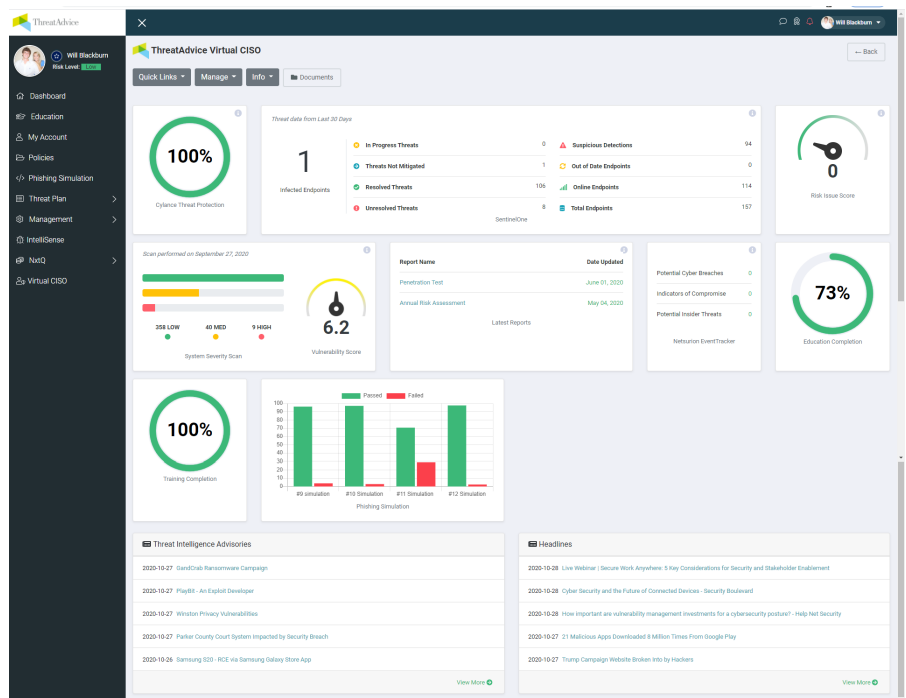 ThreatAdvice
Will Blackburn
Will Blackburn
Risk Level: Low
Dashboard
Education
My Account
Policies
Phishing Simulation
Threat Plan
Management
IntelliSense
NxtQ
Virtual CISO
ThreatAdvice Virtual CISO
← Back
Quick Links
Manage
Info
Documents
100%
Cylance Threat Protection
Threat data from Last 30 Days
1
Infected Endpoints
In Progress Threats 0
Threats Not Mitigated 1
Resolved Threats 106
Unresolved Threats 8
Suspicious Detections 94
Out of Date Endpoints 0
Online Endpoints 114
Total Endpoints 157
SentinelOne
0
Risk Issue Score
Scan performed on September 27, 2020
358 LOW 40 MED 9 HIGH
System Severity Scan
6.2
Vulnerability Score
Report Name Date Updated
Penetration Test June 01, 2020
Annual Risk Assessment May 04, 2020
Latest Reports
Potential Cyber Breaches 0
Indicators of Compromise 0
Potential Insider Threats 0
Netsurion EventTracker
73%
Education Completion
100%
Training Completion
Passed Failed
100
90
80
70
60
50
40
30
20
10
0
#9 simulation #10 Simulation #11 Simulation #12 Simulation
Phishing Simulation
Threat Intelligence Advisories
2020-10-27 GandCrab Ransomware Campaign
2020-10-27 PlayBit - An Exploit Developer
2020-10-27 Winston Privacy Vulnerabilities
2020-10-27 Parker County Court System Impacted by Security Breach
2020-10-26 Samsung S20 - RCE via Samsung Galaxy Store App
View More
Headlines
2020-10-28 Live Webinar | Secure Work Anywhere: 5 Key Considerations for Security and Stakeholder Enablement
2020-10-28 Cyber Security and the Future of Connected Devices - Security Boulevard
2020-10-28 How important are vulnerability management investments for a cybersecurity posture? - Help Net Security
2020-10-27 21 Malicious Apps Downloaded 8 Million Times From Google Play
2020-10-27 Trump Campaign Website Broken Into by Hackers
View More